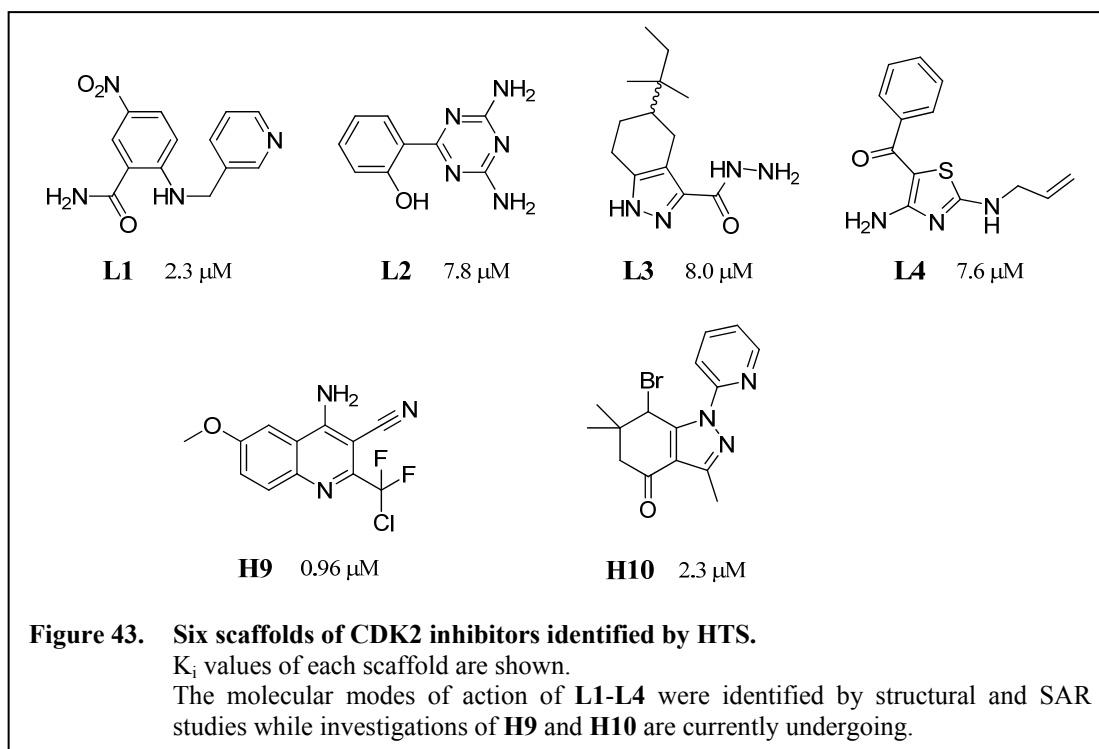 O₂N
H₂N
O
N
H
N
L1 2.3 μM
N
NH₂
N
N
NH₂
OH
L2 7.8 μM
HN
N
HN
NH₂
O
L3 8.0 μM
O
S
H₂N
N
N
H
L4 7.6 μM
O
NH₂
N
N
F
F
Cl
H9 0.96 μM
Br
N
N
N
O
H10 2.3 μM
Figure 43. Six scaffolds of CDK2 inhibitors identified by HTS.
Kᵢ values of each scaffold are shown.
The molecular modes of action of L1-L4 were identified by structural and SAR
studies while investigations of H9 and H10 are currently undergoing.